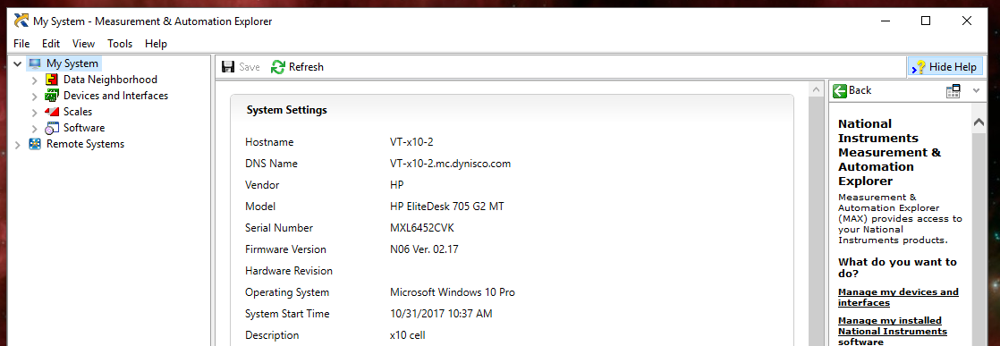 My System - Measurement & Automation Explorer
File Edit View Tools Help
My System
Data Neighborhood
Devices and Interfaces
Scales
Software
Remote Systems
Save Refresh
Hide Help
System Settings
Hostname VT-x10-2
DNS Name VT-x10-2.mc.dynisco.com
Vendor HP
Model HP EliteDesk 705 G2 MT
Serial Number MXL6452CVK
Firmware Version N06 Ver. 02.17
Hardware Revision
Operating System Microsoft Windows 10 Pro
System Start Time 10/31/2017 10:37 AM
Description x10 cell
Back
National
Instruments
Measurement &
Automation
Explorer
Measurement &
Automation Explorer
(MAX) provides access to
your National
Instruments products.
What do you want to
do?
Manage my devices and
interfaces
Manage my installed
National Instruments
software